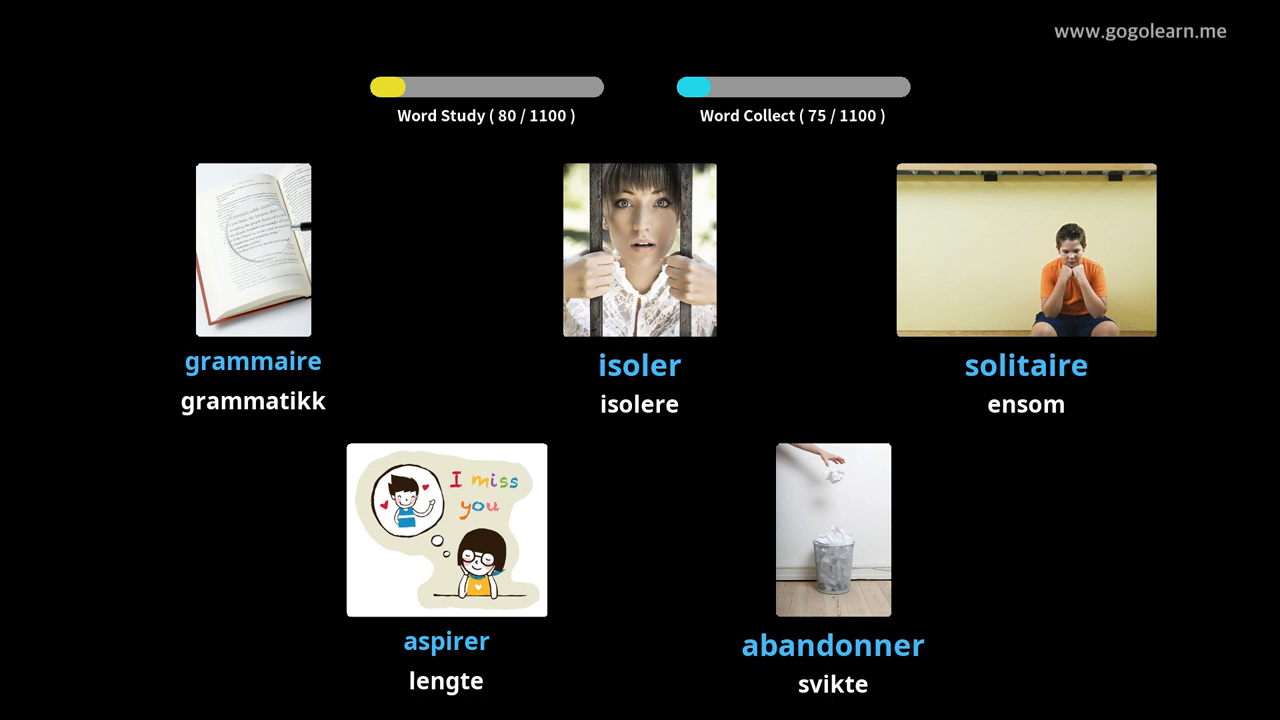 www.gogolearn.me
Word Study ( 80 / 1100 )
Word Collect ( 75 / 1100 )
grammaire
grammatikk
isoler
isolere
solitaire
ensom
I miss
you
aspirer
lengte
abandonner
svikte